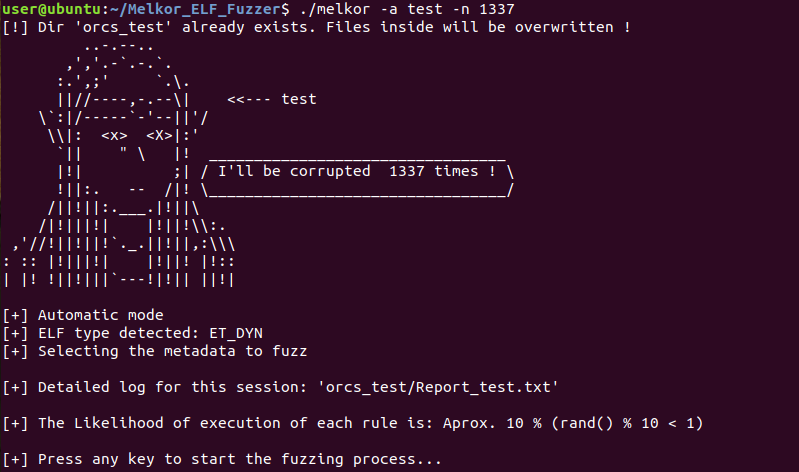 user@ubuntu:~/Melkor_ELF_Fuzzer$ ./melkor -a test -n 1337
[!] Dir 'orcs_test' already exists. Files inside will be overwritten !
<<--- test
<x> <X>
I'll be corrupted  1337 times !
[+] Automatic mode
[+] ELF type detected: ET_DYN
[+] Selecting the metadata to fuzz
[+] Detailed log for this session: 'orcs_test/Report_test.txt'
[+] The Likelihood of execution of each rule is: Aprox. 10 % (rand() % 10 < 1)
[+] Press any key to start the fuzzing process...